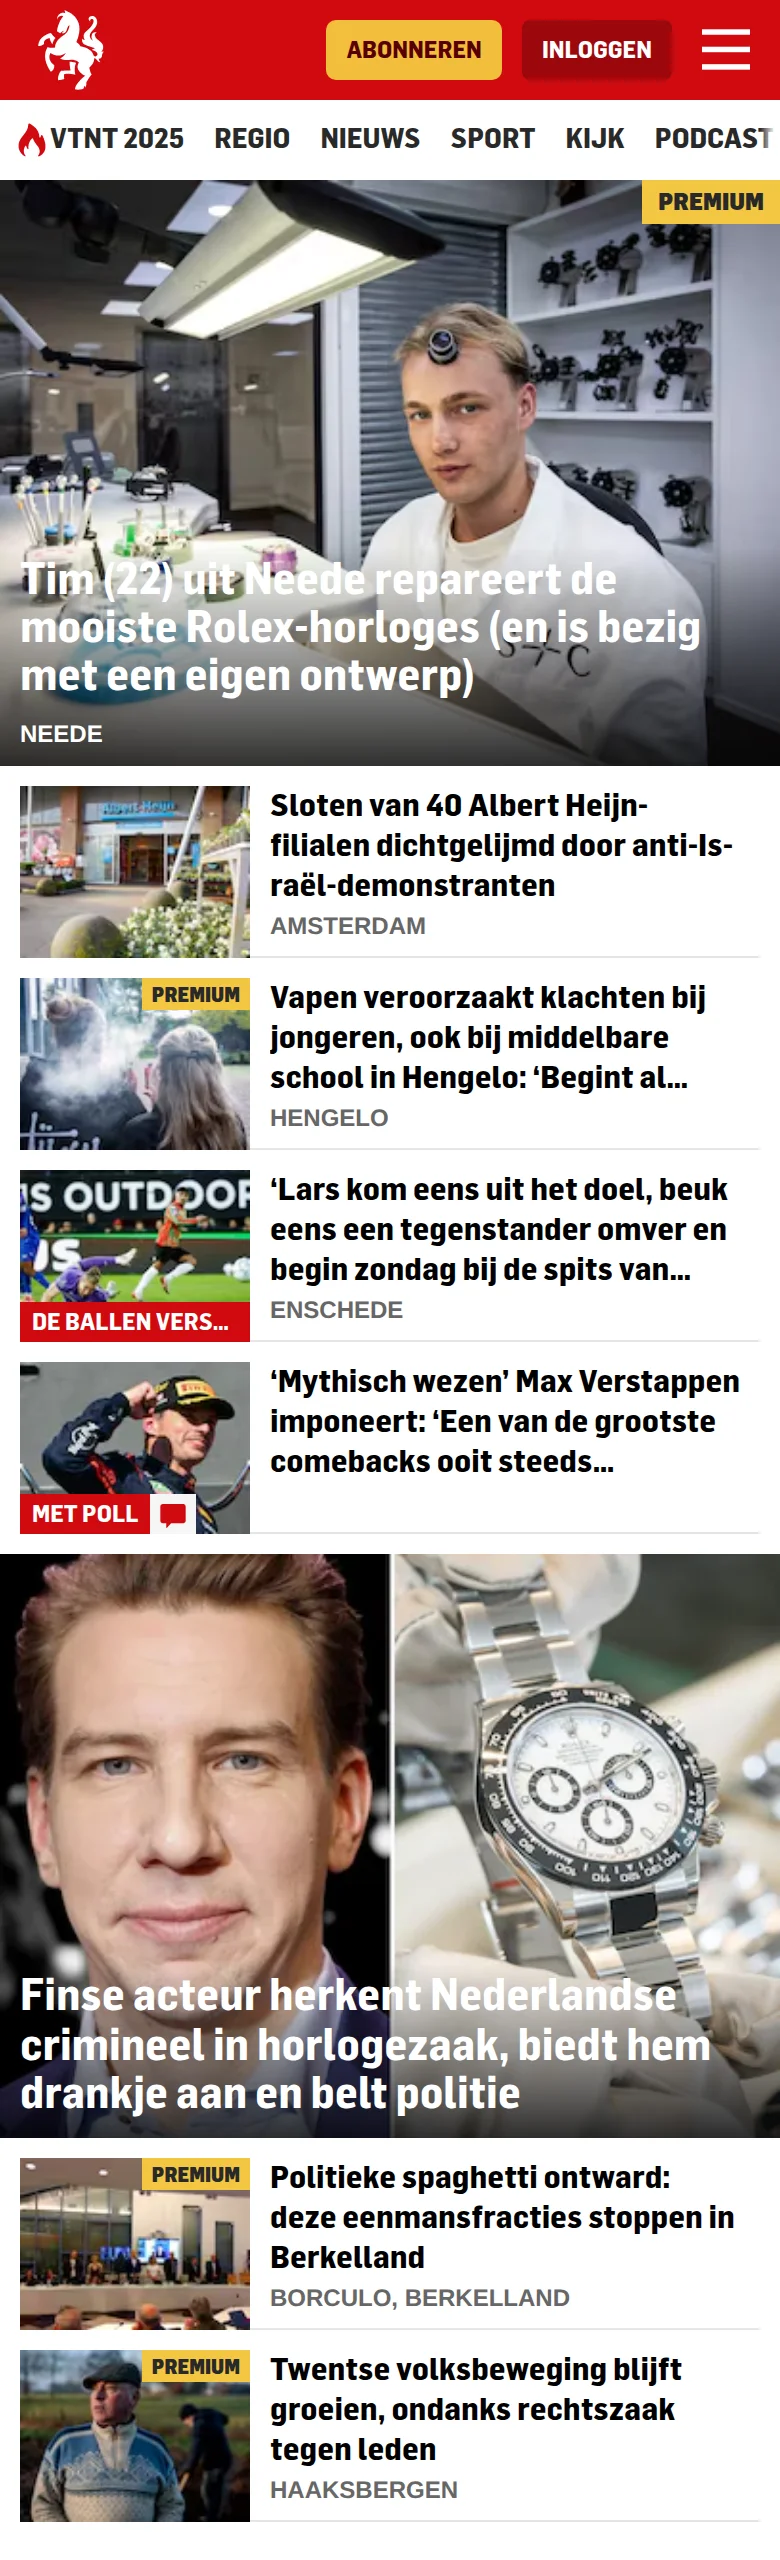 ABONNEREN
INLOGGEN
VTNT 2025 REGIO NIEUWS SPORT KIJK PODCAST
PREMIUM
S+C
Tim (22) uit Neede repareert de
mooiste Rolex-horloges (en is bezig
met een eigen ontwerp)
NEEDE
Albert Heijn
Sloten van 40 Albert Heijn-
filialen dichtgelijmd door anti-Is-
raël-demonstranten
AMSTERDAM
PREMIUM
Vapen veroorzaakt klachten bij
jongeren, ook bij middelbare
school in Hengelo: ‘Begint al...
HENGELO
S OUTDOOR
US
DE BALLEN VERS...
‘Lars kom eens uit het doel, beuk
eens een tegenstander omver en
begin zondag bij de spits van...
ENSCHEDE
MET POLL
‘Mythisch wezen’ Max Verstappen
imponeert: ‘Een van de grootste
comebacks ooit steeds...
Finse acteur herkent Nederlandse
crimineel in horlogezaak, biedt hem
drankje aan en belt politie
PREMIUM
Politieke spaghetti ontward:
deze eenmansfracties stoppen in
Berkelland
BORCULO, BERKELLAND
PREMIUM
Twentse volksbeweging blijft
groeien, ondanks rechtszaak
tegen leden
HAAKSBERGEN